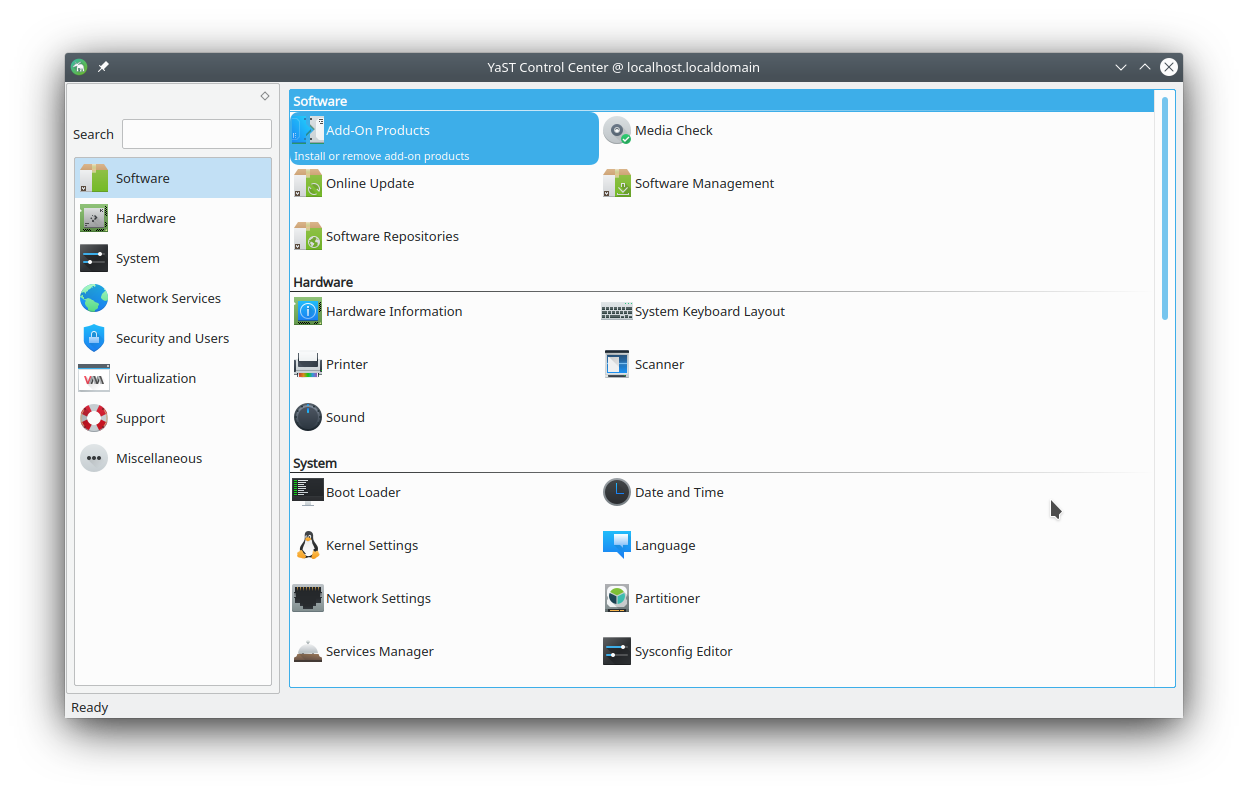 YaST Control Center @ localhost.localdomain
Search
Software
Hardware
System
Network Services
Security and Users
Virtualization
Support
Miscellaneous
Software
Add-On Products
Install or remove add-on products
Media Check
Online Update
Software Management
Software Repositories
Hardware
Hardware Information
System Keyboard Layout
Printer
Scanner
Sound
System
Boot Loader
Date and Time
Kernel Settings
Language
Network Settings
Partitioner
Services Manager
Sysconfig Editor
Ready